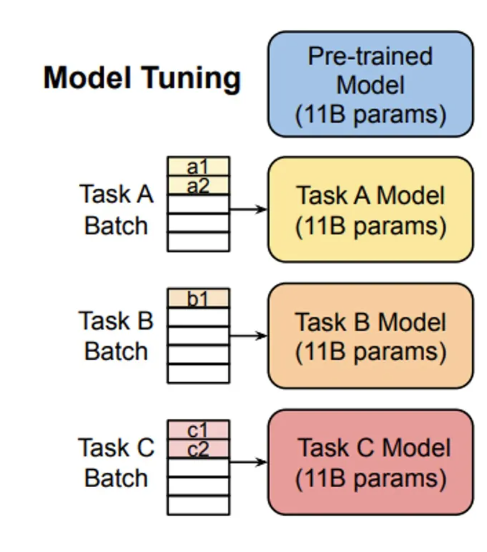 Model Tuning
Pre-trained
Model
(11B params)
Task A
Batch
a1
a2
Task A Model
(11B params)
Task B
Batch
b1
Task B Model
(11B params)
Task C
Batch
c1
c2
Task C Model
(11B params)